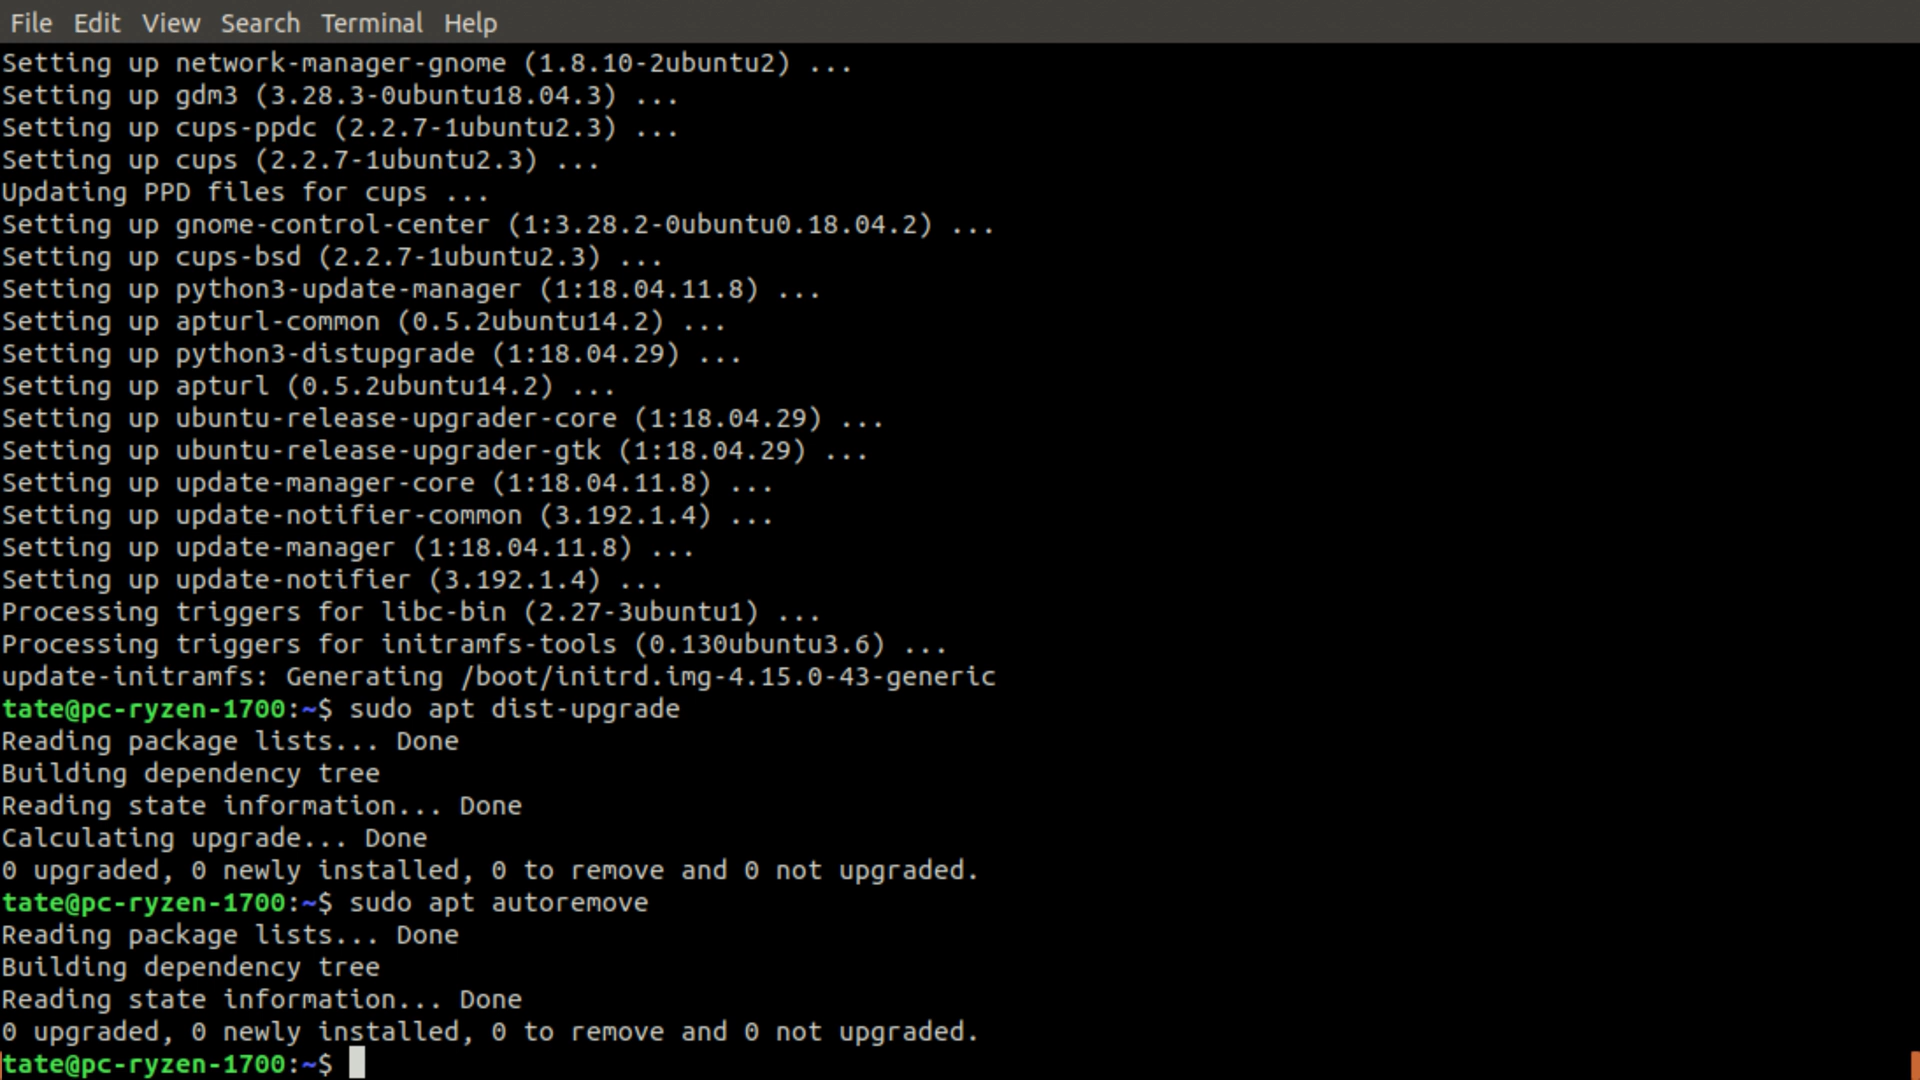 File Edit View Search Terminal Help
Setting up network-manager-gnome (1.8.10-2ubuntu2) ...
Setting up gdm3 (3.28.3-0ubuntu18.04.3) ...
Setting up cups-ppdc (2.2.7-1ubuntu2.3) ...
Setting up cups (2.2.7-1ubuntu2.3) ...
Updating PPD files for cups ...
Setting up gnome-control-center (1:3.28.2-0ubuntu0.18.04.2) ...
Setting up cups-bsd (2.2.7-1ubuntu2.3) ...
Setting up python3-update-manager (1:18.04.11.8) ...
Setting up apturl-common (0.5.2ubuntu14.2) ...
Setting up python3-distupgrade (1:18.04.29) ...
Setting up apturl (0.5.2ubuntu14.2) ...
Setting up ubuntu-release-upgrader-core (1:18.04.29) ...
Setting up ubuntu-release-upgrader-gtk (1:18.04.29) ...
Setting up update-manager-core (1:18.04.11.8) ...
Setting up update-notifier-common (3.192.1.4) ...
Setting up update-manager (1:18.04.11.8) ...
Setting up update-notifier (3.192.1.4) ...
Processing triggers for libc-bin (2.27-3ubuntu1) ...
Processing triggers for initramfs-tools (0.130ubuntu3.6) ...
update-initramfs: Generating /boot/initrd.img-4.15.0-43-generic
tate@pc-ryzen-1700:~$ sudo apt dist-upgrade
Reading package lists... Done
Building dependency tree
Reading state information... Done
Calculating upgrade... Done
0 upgraded, 0 newly installed, 0 to remove and 0 not upgraded.
tate@pc-ryzen-1700:~$ sudo apt autoremove
Reading package lists... Done
Building dependency tree
Reading state information... Done
0 upgraded, 0 newly installed, 0 to remove and 0 not upgraded.
tate@pc-ryzen-1700:~$